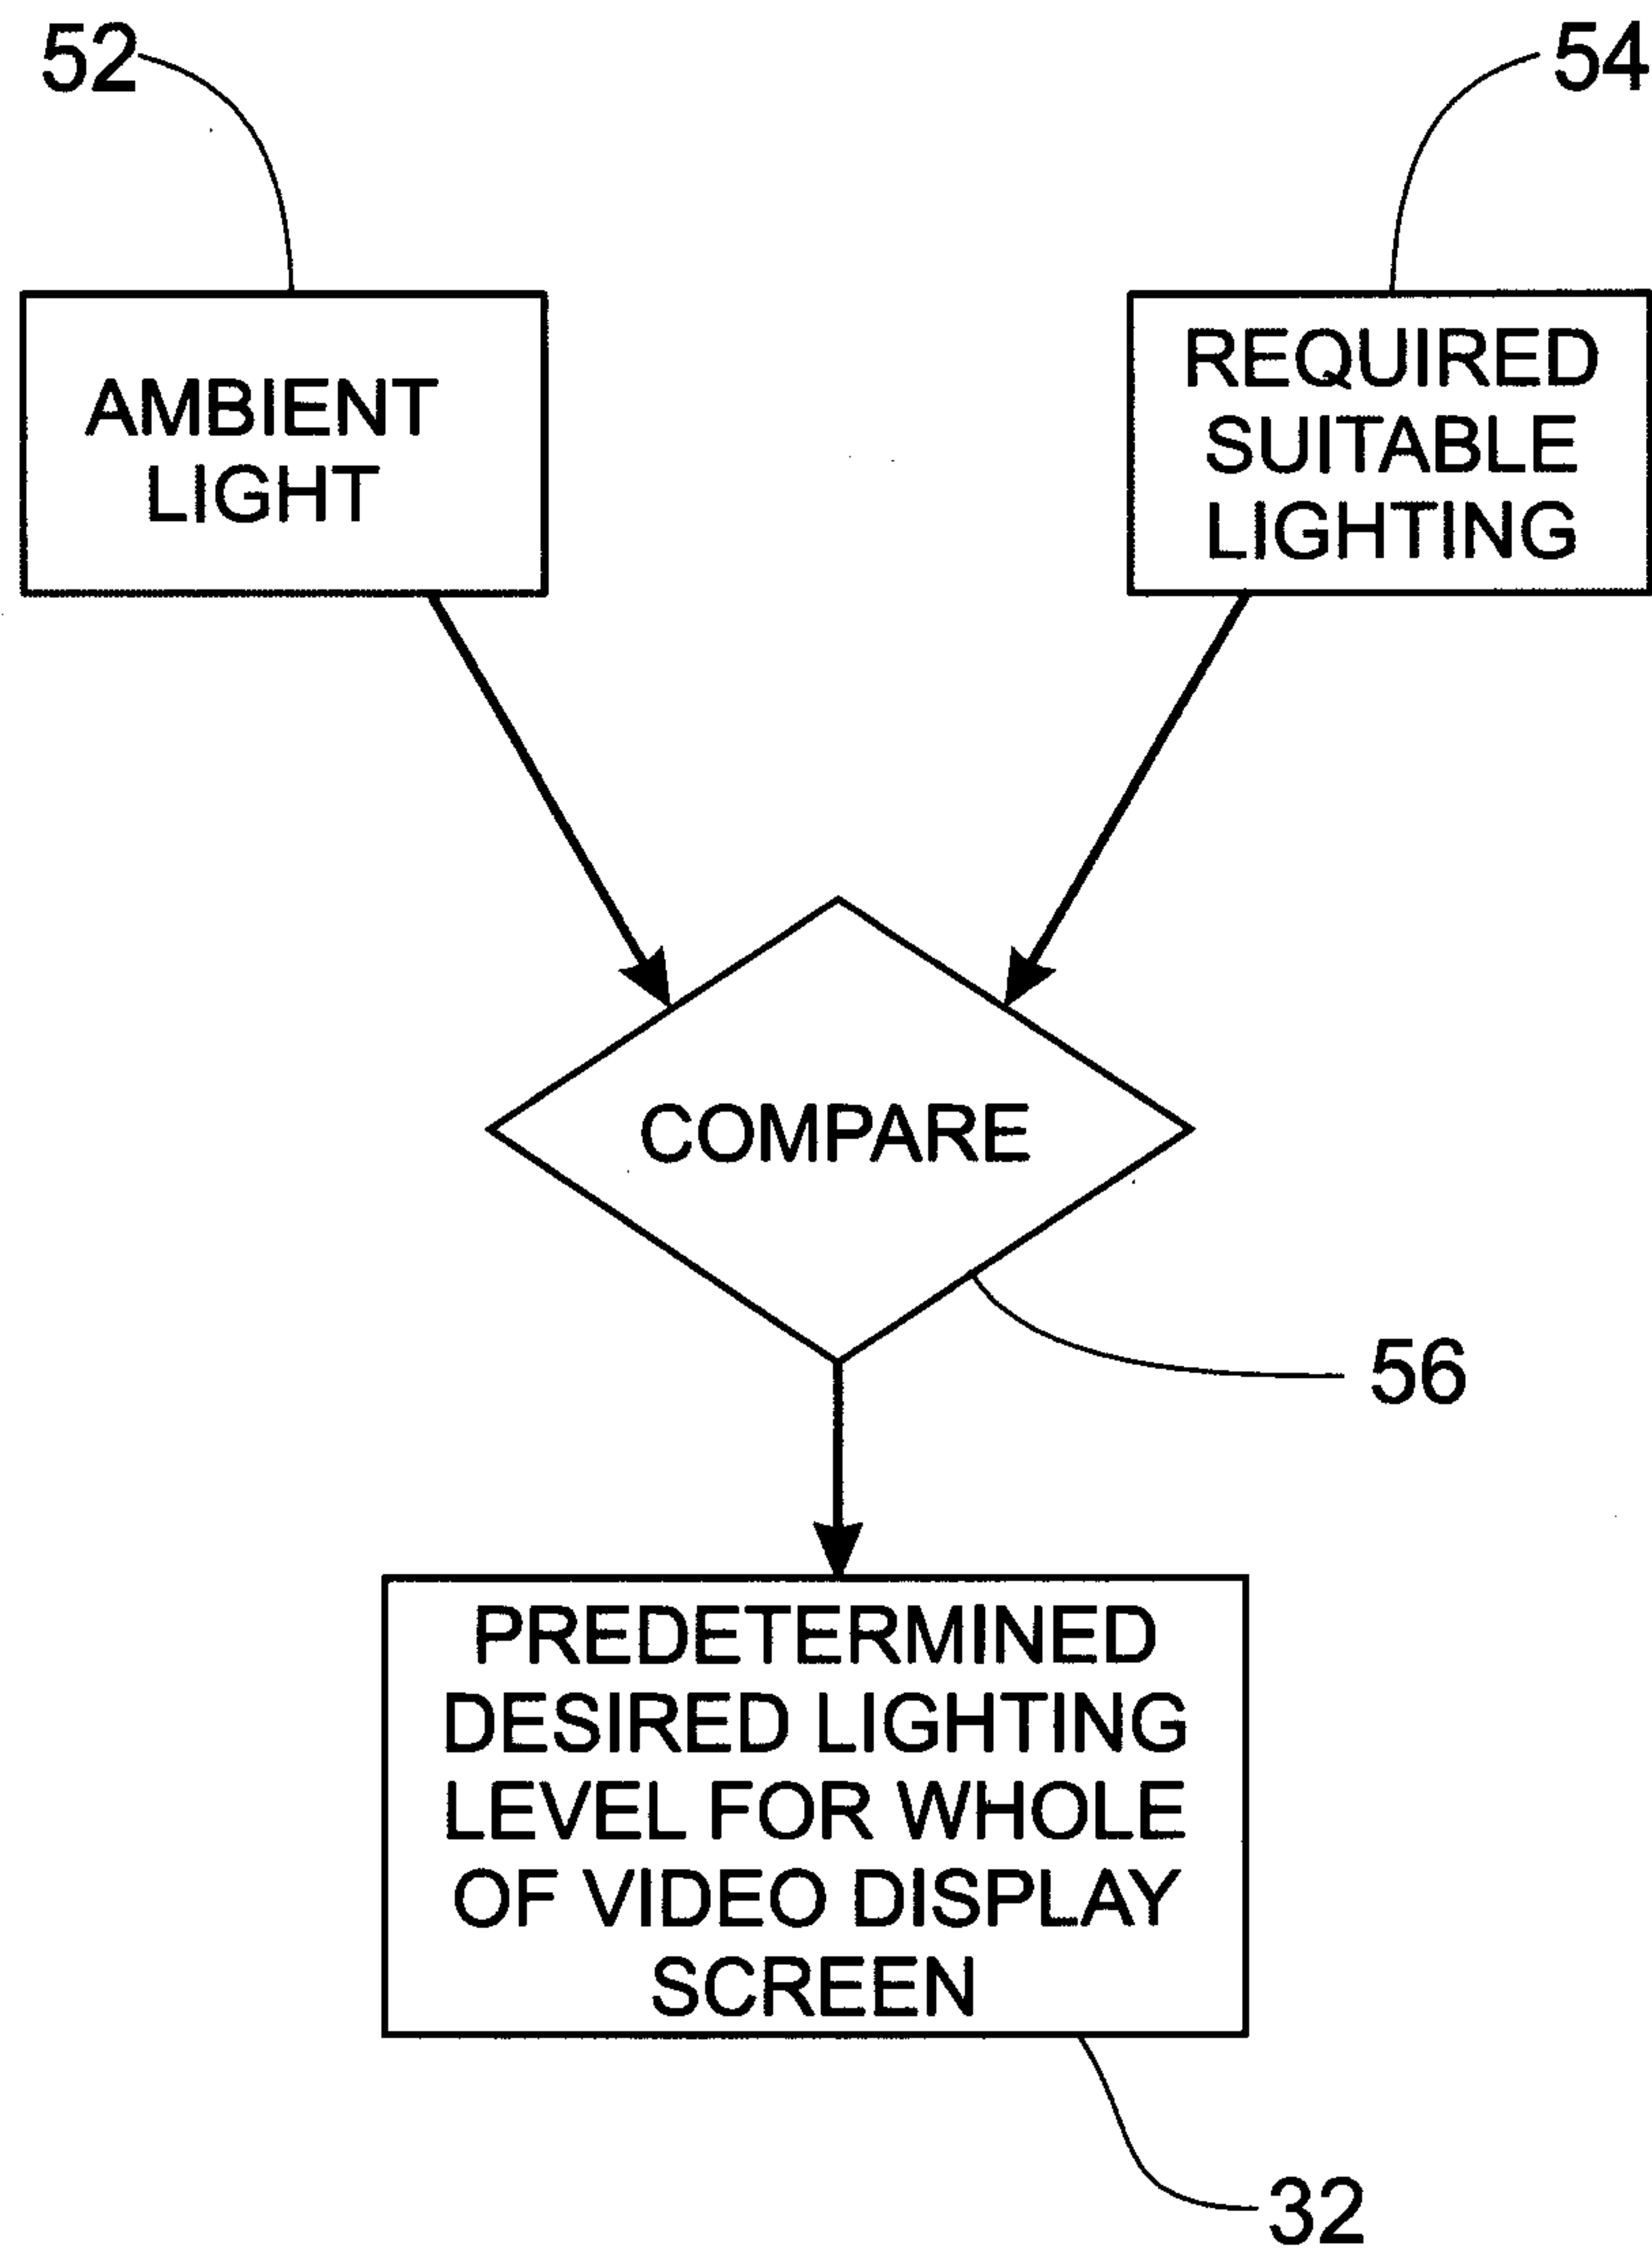 52
54
AMBIENT
LIGHT
REQUIRED
SUITABLE
LIGHTING
COMPARE
56
PREDETERMINED
DESIRED LIGHTING
LEVEL FOR WHOLE
OF VIDEO DISPLAY
SCREEN
32